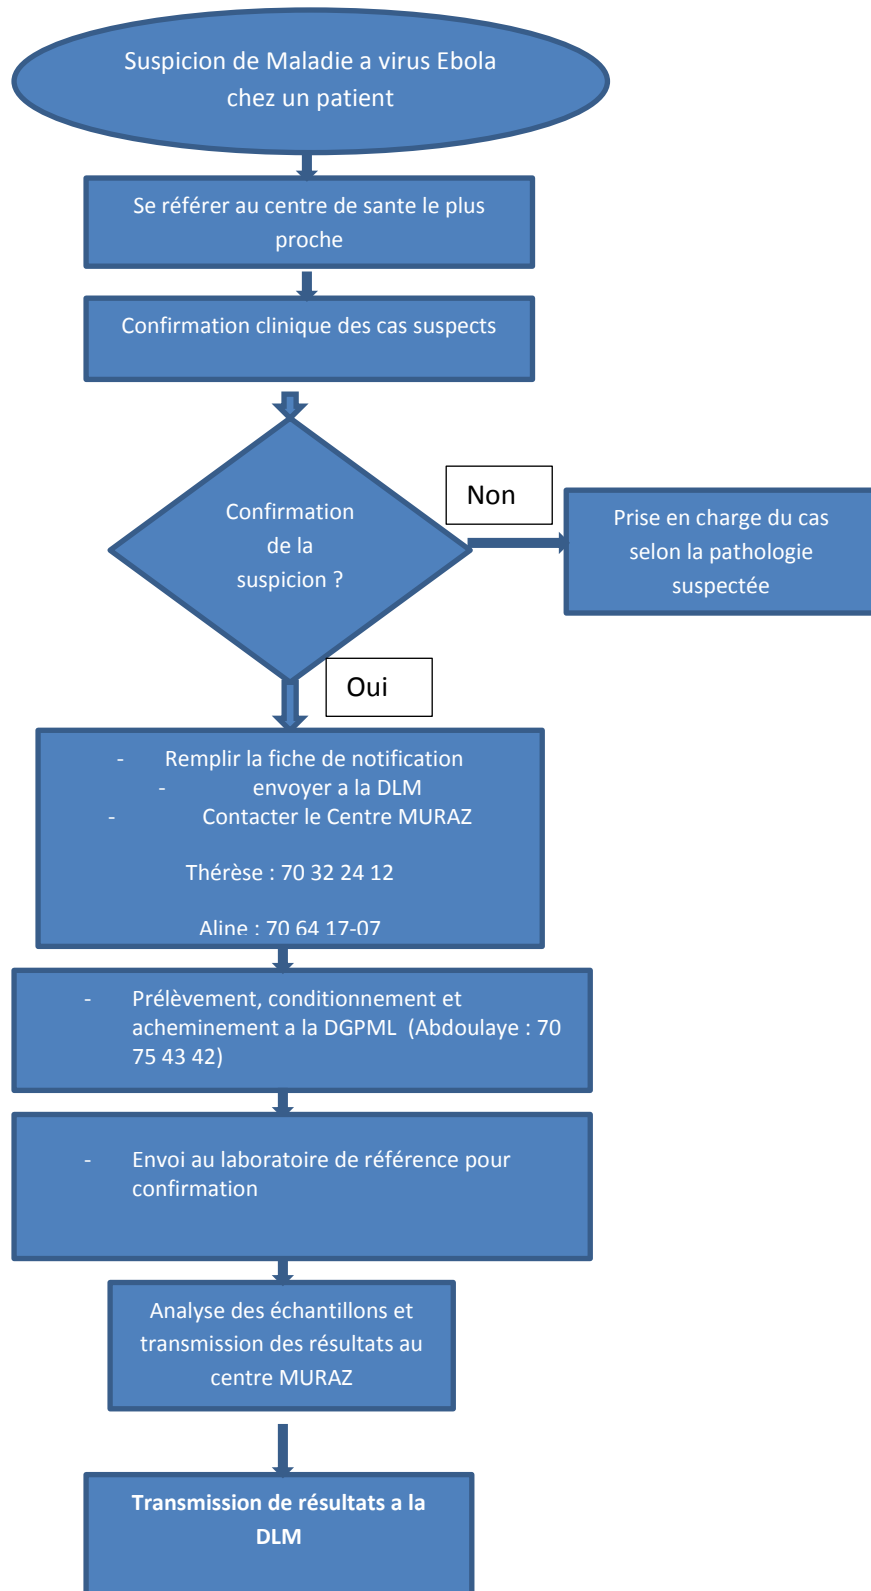 Suspicion de Maladie a virus Ebola
chez un patient
Se référer au centre de sante le plus
proche
Confirmation clinique des cas suspects
Confirmation
de la
suspicion ?
Non
Prise en charge du cas
selon la pathologie
suspectée
Oui
- Remplir la fiche de notification
- envoyer a la DLM
- Contacter le Centre MURAZ
Thérèse : 70 32 24 12
Aline : 70 64 17-07
- Prélèvement, conditionnement et
acheminement a la DGPML (Abdoulaye : 70
75 43 42)
- Envoi au laboratoire de référence pour
confirmation
Analyse des échantillons et
transmission des résultats au
centre MURAZ
Transmission de résultats a la
DLM